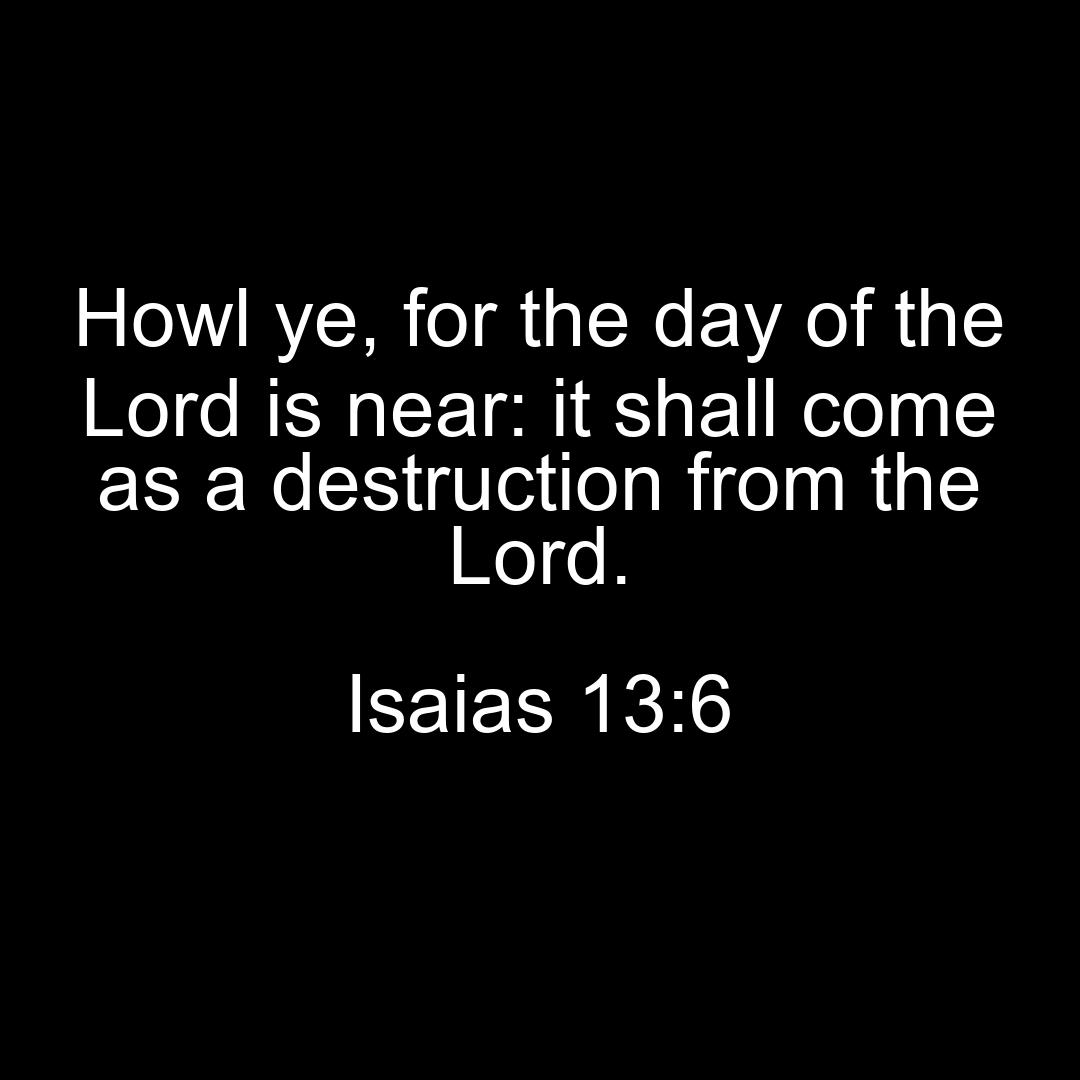 Howl ye, for the day of the
Lord is near: it shall come
as a destruction from the
Lord.
Isaias 13:6